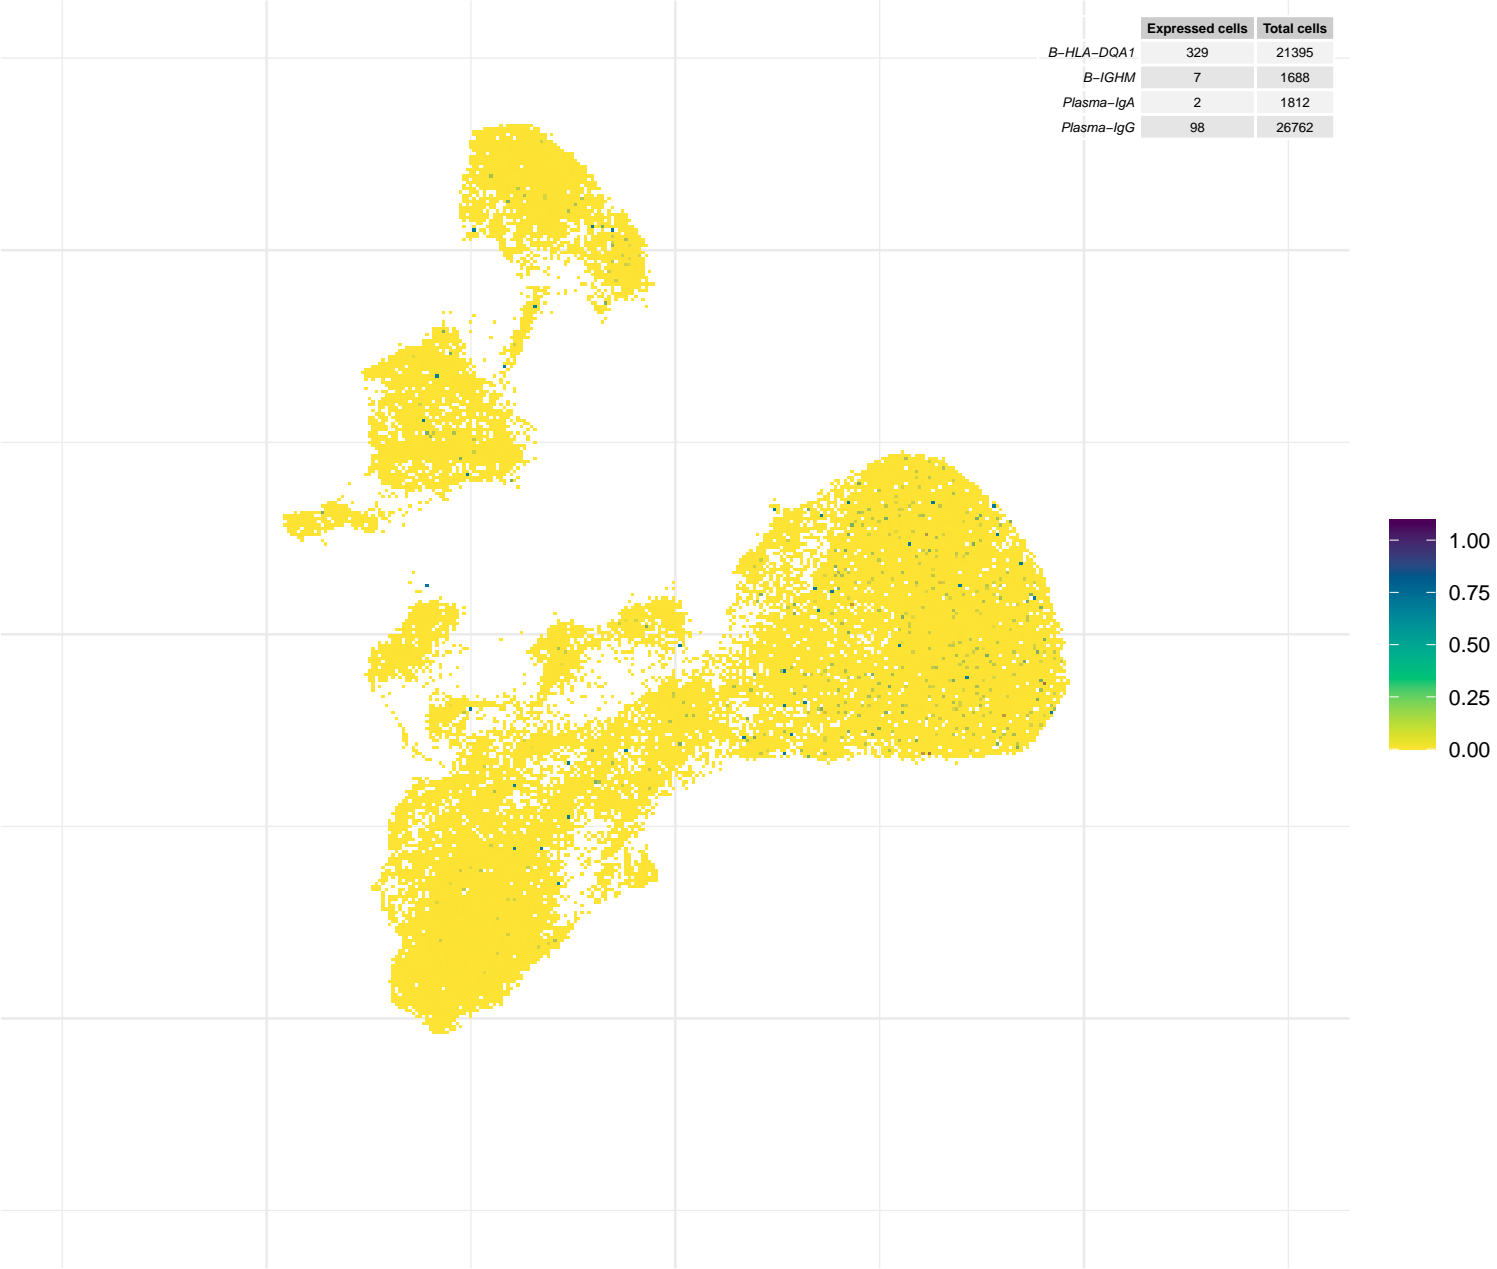 Expressed cells Total cells
B−HLA−DQA1 329 21395
B−IGHM 7 1688
Plasma−IgA 2 1812
Plasma−IgG 98 26762
1.00
0.75
0.50
0.25
0.00